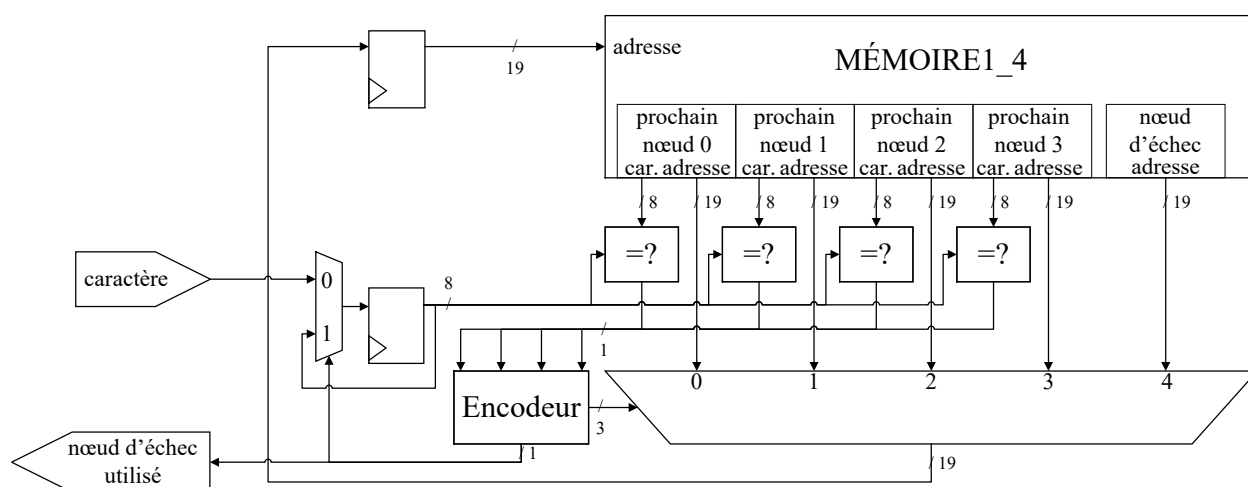 adresse
MÉMOIRE1_4
19
prochain
nœud 0
car. adresse
prochain
nœud 1
car. adresse
prochain
nœud 2
car. adresse
prochain
nœud 3
car. adresse
nœud
d'échec
adresse
8
19
8
19
8
19
8
19
19
=?
=?
=?
=?
caractère
0
1
8
1
0
1
2
3
4
Encodeur
3
1
nœud d'échec
utilisé
19